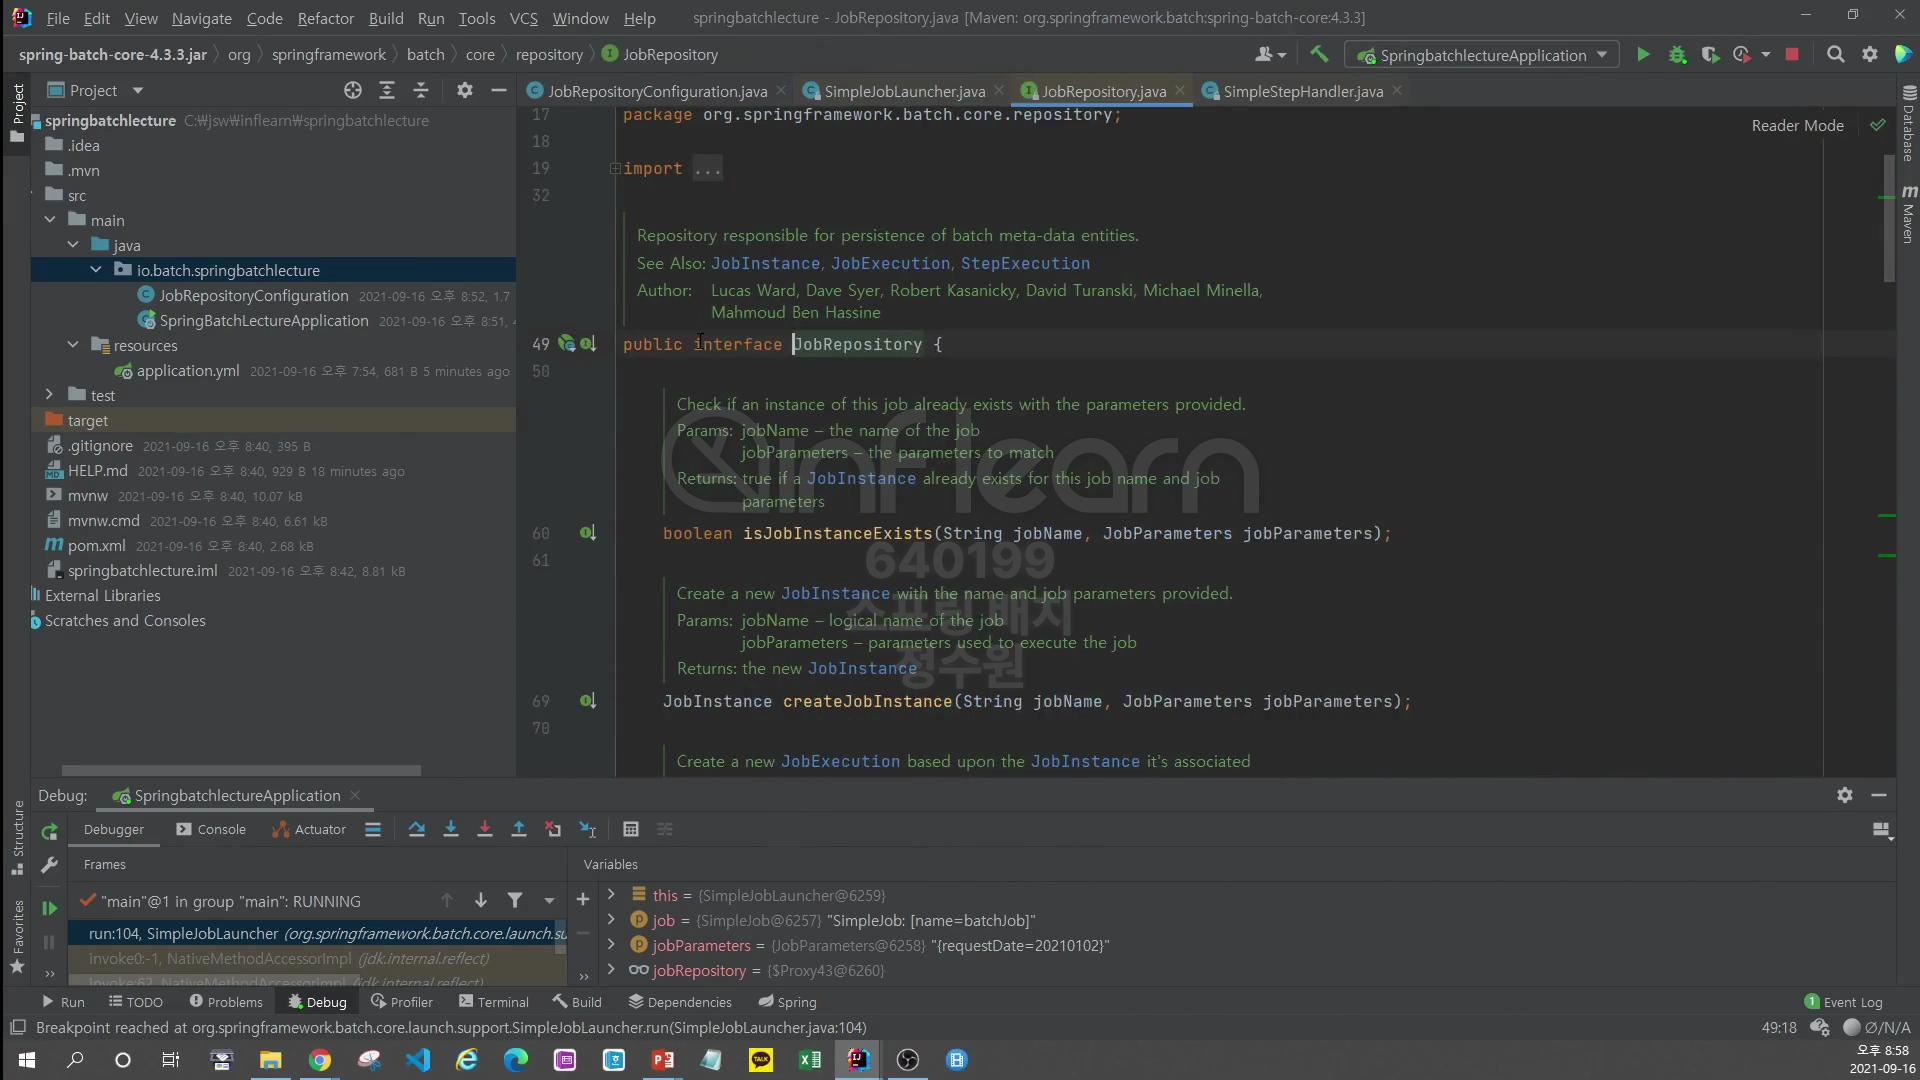 File Edit View Navigate Code Refactor Build Run Tools VCS Window Help springbatchlecture - JobRepository.java [Maven: org.springframework.batch:spring-batch-core:4.3.3]
spring-batch-core-4.3.3.jar org springframework batch core repository JobRepository SpringbatchlectureApplication
Project
JobRepositoryConfiguration.java SimpleJobLauncher.java JobRepository.java SimpleStepHandler.java
Project
Database
Maven
Structure
Favorites
springbatchlecture C:₩jsw₩inflearn₩springbatchlecture
.idea
.mvn
src
main
java
io.batch.springbatchlecture
JobRepositoryConfiguration 2021-09-16 오후 8:52, 1.7
SpringBatchLectureApplication 2021-09-16 오후 8:51, 4
resources
application.yml 2021-09-16 오후 7:54, 681 B 5 minutes ago
test
target
.gitignore 2021-09-16 오후 8:40, 395 B
HELP.md 2021-09-16 오후 8:40, 929 B 18 minutes ago
mvnw 2021-09-16 오후 8:40, 10.07 kB
mvnw.cmd 2021-09-16 오후 8:40, 6.61 kB
pom.xml 2021-09-16 오후 8:40, 2.68 kB
springbatchlecture.iml 2021-09-16 오후 8:42, 8.81 kB
External Libraries
Scratches and Consoles
Reader Mode
17 package org.springframework.batch.core.repository;
18
19 import ...
32
Repository responsible for persistence of batch meta-data entities.
See Also: JobInstance, JobExecution, StepExecution
Author: Lucas Ward, Dave Syer, Robert Kasanicky, David Turanski, Michael Minella,
Mahmoud Ben Hassine
49 public interface JobRepository {
50
Check if an instance of this job already exists with the parameters provided.
Params: jobName – the name of the job
jobParameters – the parameters to match
Returns: true if a JobInstance already exists for this job name and job
parameters
60 boolean isJobInstanceExists(String jobName, JobParameters jobParameters);
61
Create a new JobInstance with the name and job parameters provided.
Params: jobName – logical name of the job
jobParameters – parameters used to execute the job
Returns: the new JobInstance
69 JobInstance createJobInstance(String jobName, JobParameters jobParameters);
70
Create a new JobExecution based upon the JobInstance it's associated
inflearn
640199
스프링 배치
정수원
Debug: SpringbatchlectureApplication
Debugger Console Actuator
Frames
Variables
"main"@1 in group "main": RUNNING
run:104, SimpleJobLauncher (org.springframework.batch.core.launch.su
invoke0:-1, NativeMethodAccessorImpl (jdk.internal.reflect)
invoke:62, NativeMethodAccessorImpl (jdk.internal.reflect)
this = {SimpleJobLauncher@6259}
job = {SimpleJob@6257} "SimpleJob: [name=batchJob]"
jobParameters = {JobParameters@6258} "{requestDate=20210102}"
jobRepository = {$Proxy43@6260}
Run TODO Problems Debug Profiler Terminal Build Dependencies Spring 1 Event Log
Breakpoint reached at org.springframework.batch.core.launch.support.SimpleJobLauncher.run(SimpleJobLauncher.java:104) 49:18 Ø/N/A
오후 8:58
2021-09-16